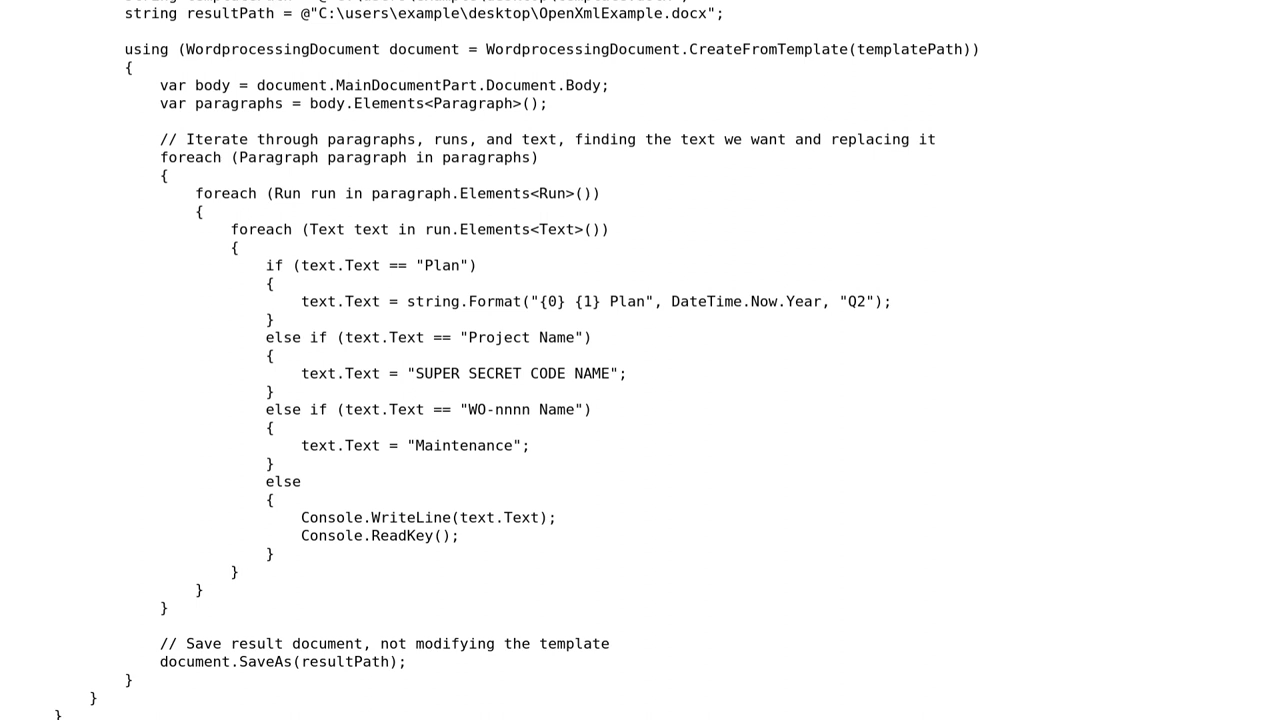 string resultPath = @"C:\users\example\desktop\OpenXmlExample.docx";
using (WordprocessingDocument document = WordprocessingDocument.CreateFromTemplate(templatePath))
{
var body = document.MainDocumentPart.Document.Body;
var paragraphs = body.Elements<Paragraph>();
// Iterate through paragraphs, runs, and text, finding the text we want and replacing it
foreach (Paragraph paragraph in paragraphs)
{
foreach (Run run in paragraph.Elements<Run>())
{
foreach (Text text in run.Elements<Text>())
{
if (text.Text == "Plan")
{
text.Text = string.Format("{0} {1} Plan", DateTime.Now.Year, "Q2");
}
else if (text.Text == "Project Name")
{
text.Text = "SUPER SECRET CODE NAME";
}
else if (text.Text == "WO-nnnn Name")
{
text.Text = "Maintenance";
}
else
{
Console.WriteLine(text.Text);
Console.ReadKey();
}
}
}
}
// Save result document, not modifying the template
document.SaveAs(resultPath);
}
}
}